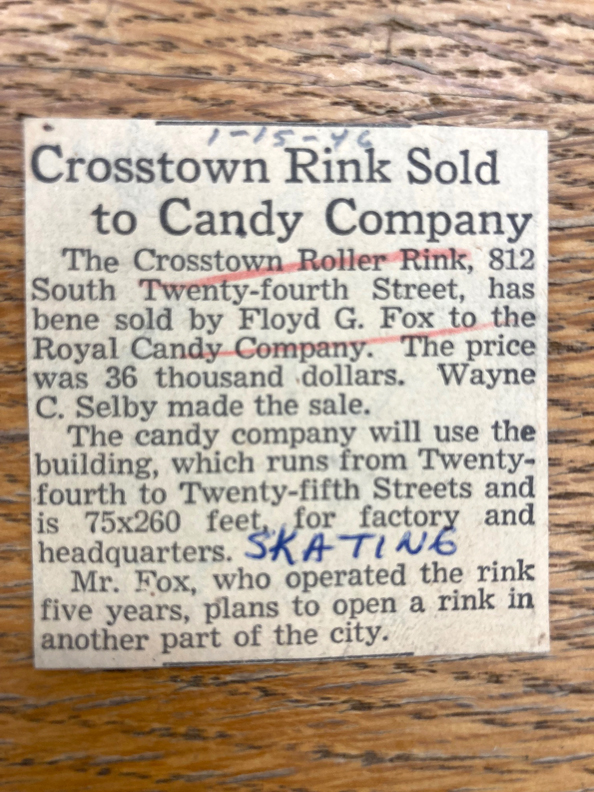 1-15-46
Crosstown Rink Sold
to Candy Company
The Crosstown Roller Rink, 812
South Twenty-fourth Street, has
bene sold by Floyd G. Fox to the
Royal Candy Company. The price
was 36 thousand dollars. Wayne
C. Selby made the sale.
The candy company will use the
building, which runs from Twenty-
fourth to Twenty-fifth Streets and
is 75x260 feet, for factory and
headquarters. SKATING
Mr. Fox, who operated the rink
five years, plans to open a rink in
another part of the city.